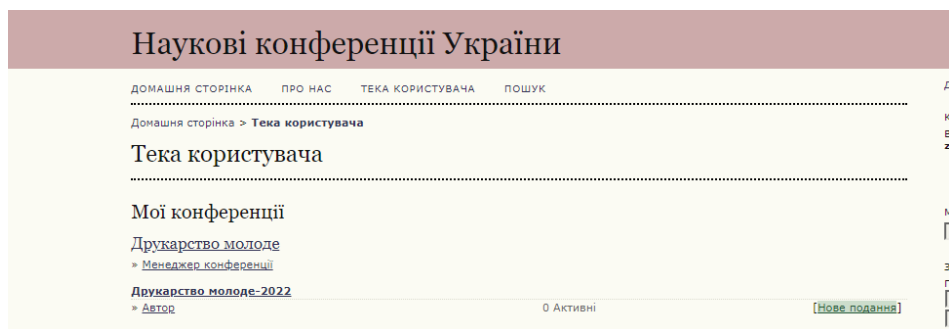 Наукові конференції України
ДОМАШНЯ СТОРІНКА ПРО НАС ТЕКА КОРИСТУВАЧА ПОШУК
Домашня сторінка > Тека користувача
Тека користувача
Мої конференції
Друкарство молоде
» Менеджер конференції
Друкарство молоде-2022
» Автор 0 Активні [Нове подання]